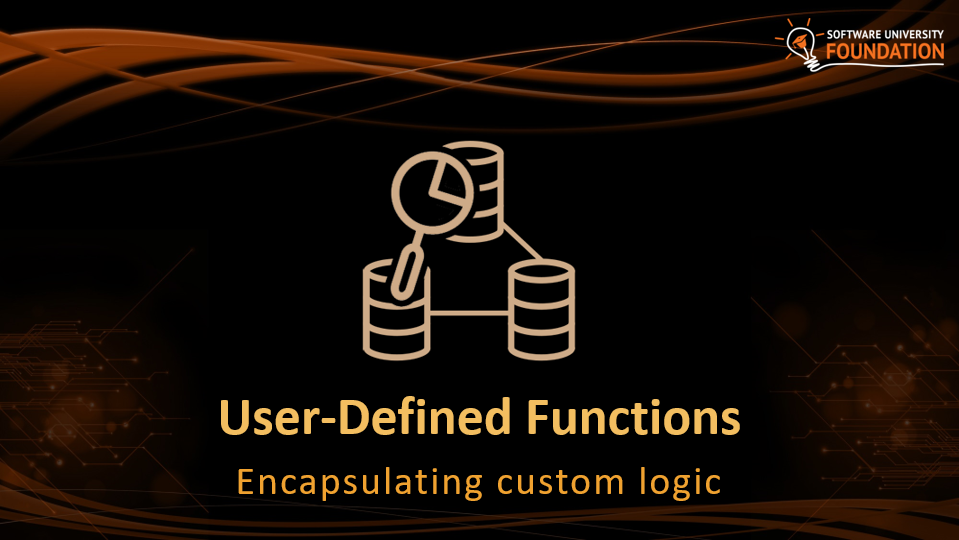 SOFTWARE UNIVERSITY
FOUNDATION
User-Defined Functions
Encapsulating custom logic